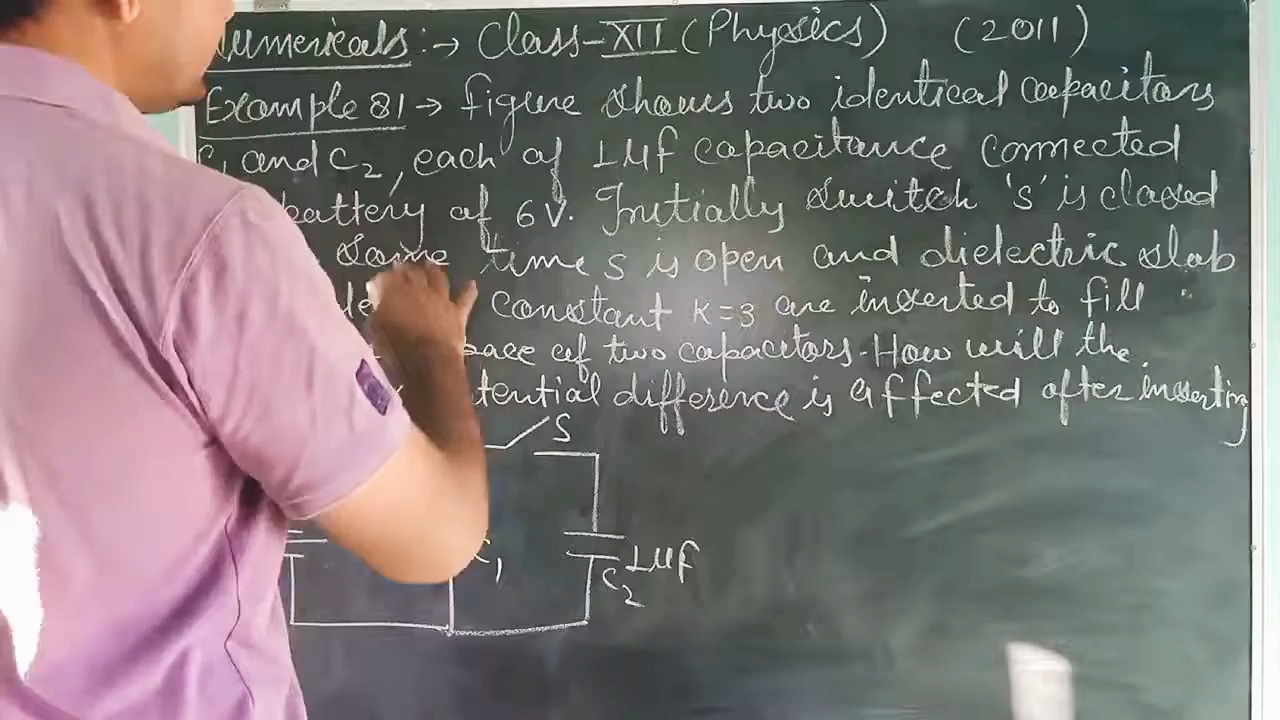 Numericals :→ Class-XII (Physics) (2011)
Example 81 → figure shows two identical capacitors
C1 and C2, each of 1μf capacitance connected
battery of 6V. Initially switch 's' is closed
Some time s is open and dielectric slab
constant K=3 are inserted to fill
of two capacitors. How will the
difference is affected after inserting
S
C2 1μf